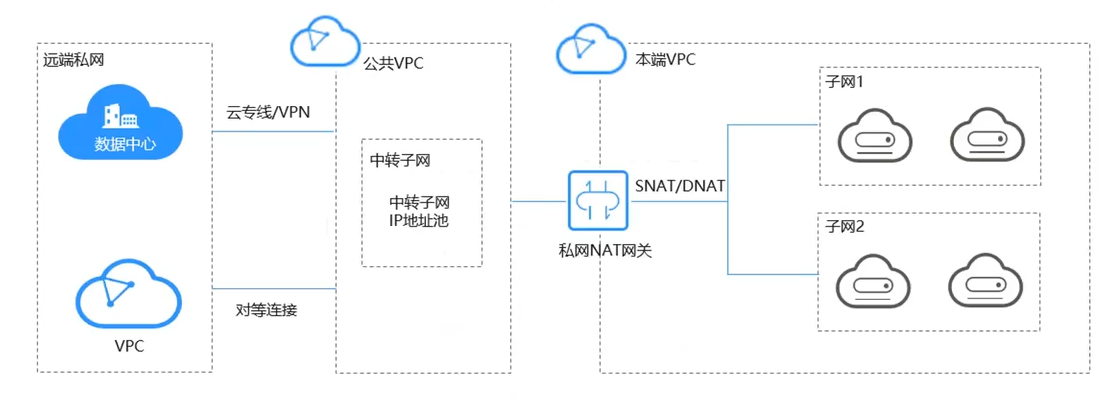 远端私网
数据中心
VPC
云专线/VPN
对等连接
公共VPC
中转子网
中转子网
IP地址池
本端VPC
私网NAT网关
SNAT/DNAT
子网1
子网2